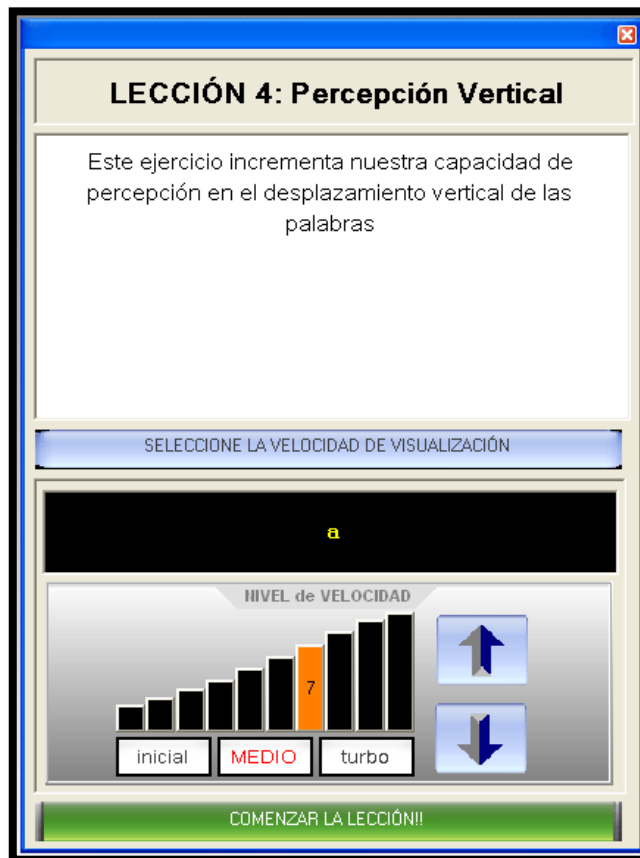 LECCIÓN 4: Percepción Vertical
Este ejercicio incrementa nuestra capacidad de
percepción en el desplazamiento vertical de las
palabras
SELECCIONE LA VELOCIDAD DE VISUALIZACIÓN
a
NIVEL de VELOCIDAD
7
inicial MEDIO turbo
COMENZAR LA LECCIÓN!!